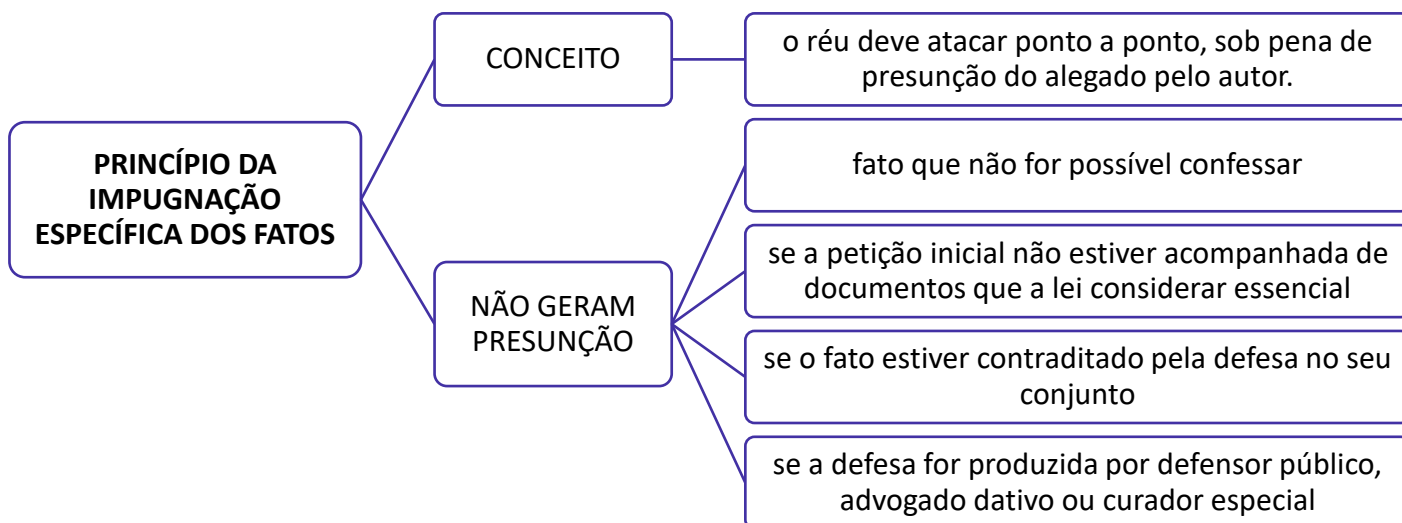 PRINCÍPIO DA
IMPUGNAÇÃO
ESPECÍFICA DOS FATOS
CONCEITO
o réu deve atacar ponto a ponto, sob pena de
presunção do alegado pelo autor.
NÃO GERAM
PRESUNÇÃO
fato que não for possível confessar
se a petição inicial não estiver acompanhada de
documentos que a lei considerar essencial
se o fato estiver contraditado pela defesa no seu
conjunto
se a defesa for produzida por defensor público,
advogado dativo ou curador especial